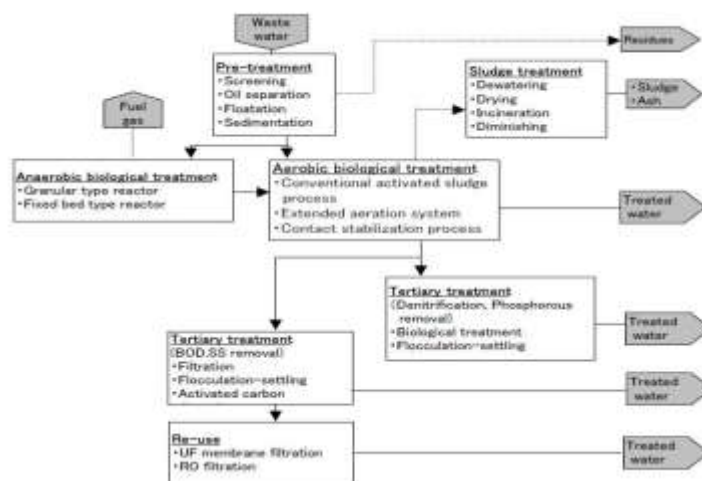 Waste
water
Residues
Pre-treatment
・Screening
・Oil separation
・Floatation
・Sedimentation
Sludge treatment
・Dewatering
・Drying
・Incineration
・Diminishing
・Sludge
・Ash
Fuel
gas
Anaerobic biological treatment
・Granular type reactor
・Fixed bed type reactor
Aerobic biological treatment
・Conventional activated sludge
process
・Extended aeration system
・Contact stabilization process
Treated
water
Tertiary treatment
(Denitrification, Phosphorous
removal)
・Biological treatment
・Flocculation-settling
Treated
water
Tertiary treatment
(BOD,SS removal)
・Filtration
・Flocculation-settling
・Activated carbon
Treated
water
Re-use
・UF membrane filtration
・RO filtration
Treated
water